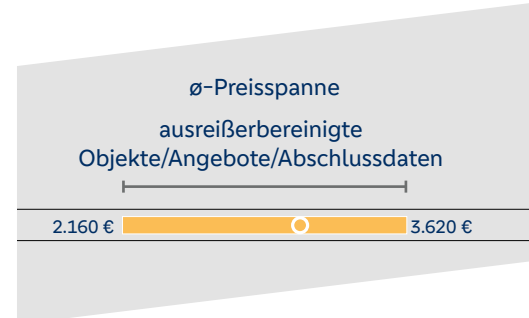 ø-Preisspanne
ausreißerbereinigte
Objekte/Angebote/Abschlussdaten
2.160 € 3.620 €